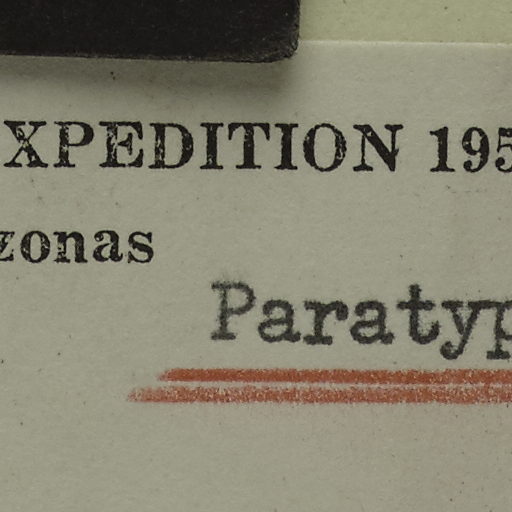 XPEDITION 195
zonas
Paratyp